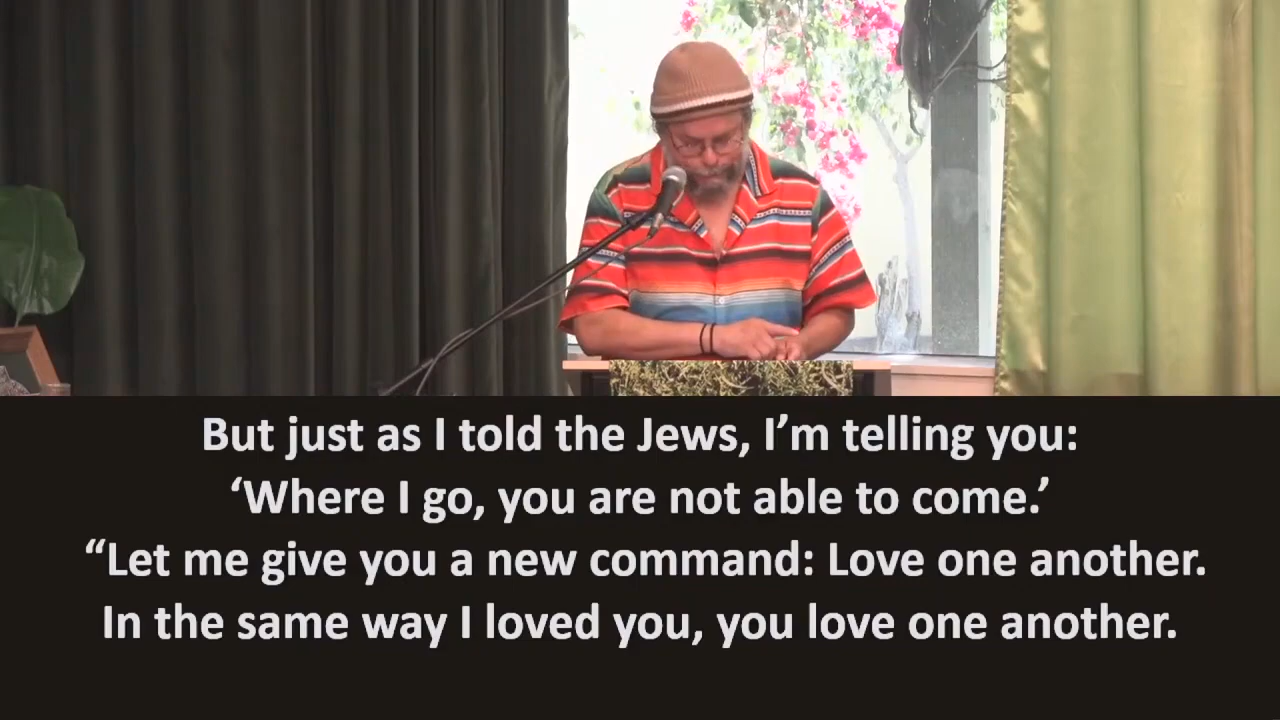 But just as I told the Jews, I’m telling you:
‘Where I go, you are not able to come.’
“Let me give you a new command: Love one another.
In the same way I loved you, you love one another.